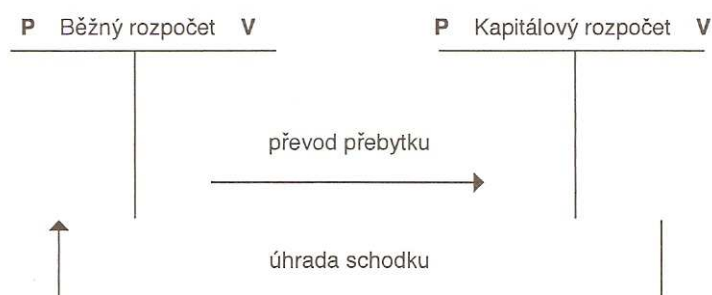 P Běžný rozpočet V P Kapitálový rozpočet V
převod přebytku
úhrada schodku